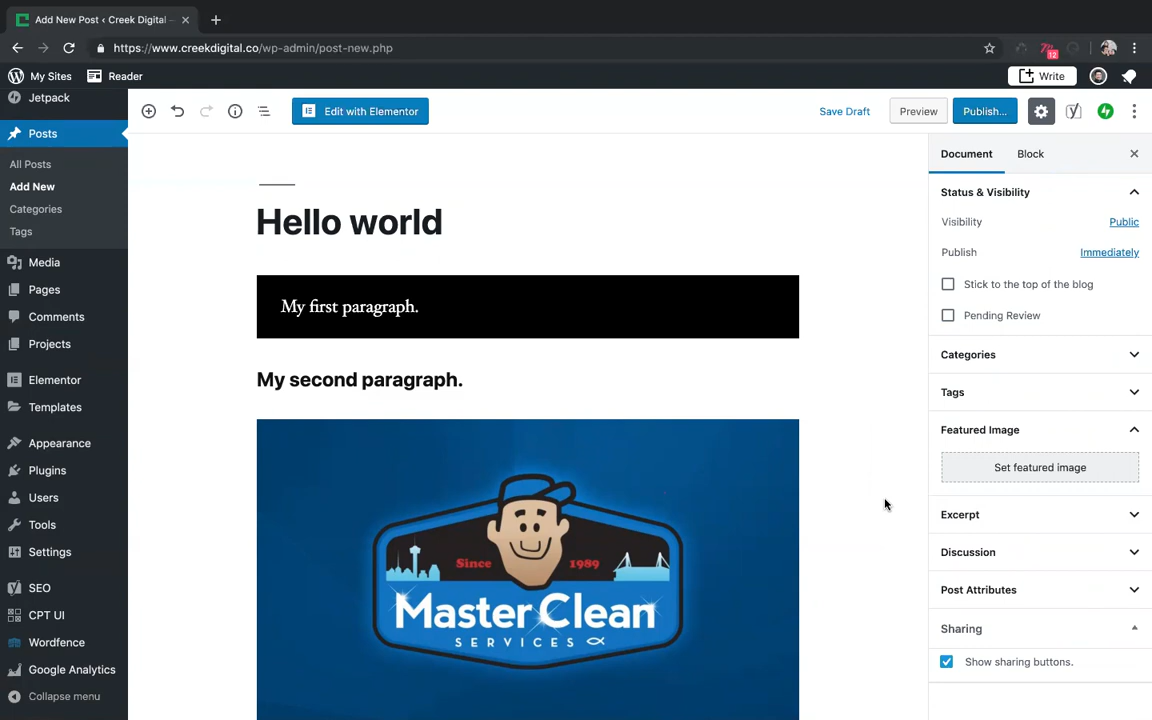 Add New Post ‹ Creek Digital –
https://www.creekdigital.co/wp-admin/post-new.php
12
My Sites
Reader
Write
Jetpack
Edit with Elementor
Save Draft
Preview
Publish...
Posts
All Posts
Add New
Categories
Tags
Media
Pages
Comments
Projects
Elementor
Templates
Appearance
Plugins
Users
Tools
Settings
SEO
CPT UI
Wordfence
Google Analytics
Collapse menu
Hello world
My first paragraph.
My second paragraph.
Since 1989
Master Clean
SERVICES
Document
Block
Status & Visibility
Visibility
Public
Publish
Immediately
Stick to the top of the blog
Pending Review
Categories
Tags
Featured Image
Set featured image
Excerpt
Discussion
Post Attributes
Sharing
Show sharing buttons.